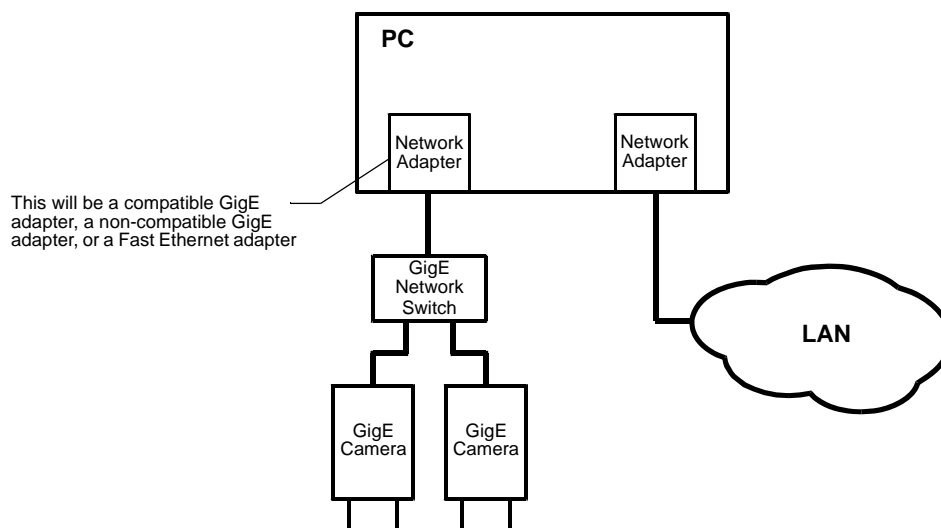 PC
Network
Adapter
Network
Adapter
This will be a compatible GigE
adapter, a non-compatible GigE
adapter, or a Fast Ethernet adapter
GigE
Network
Switch
LAN
GigE
Camera
GigE
Camera